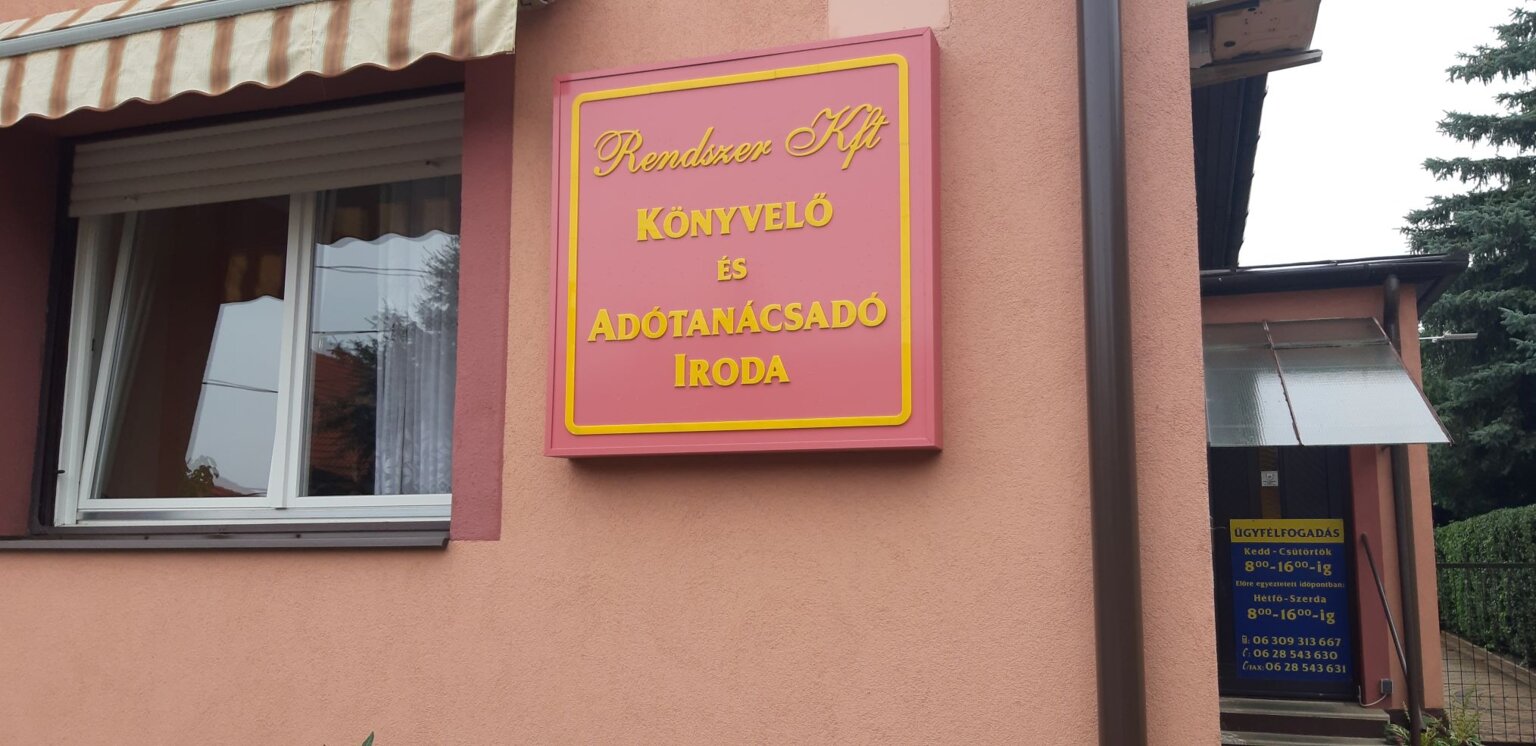 Rendszer Kft
KÖNYVELŐ
ÉS
ADÓTANÁCSADÓ
IRODA
ÜGYFÉLFOGADÁS
Kedd - Csütörtök
8⁰⁰-16⁰⁰-ig
Előre egyeztetett időpontban:
Hétfő - Szerda
8⁰⁰-16⁰⁰-ig
: 06 309 313 667
: 06 28 543 630
/FAX: 06 28 543 631